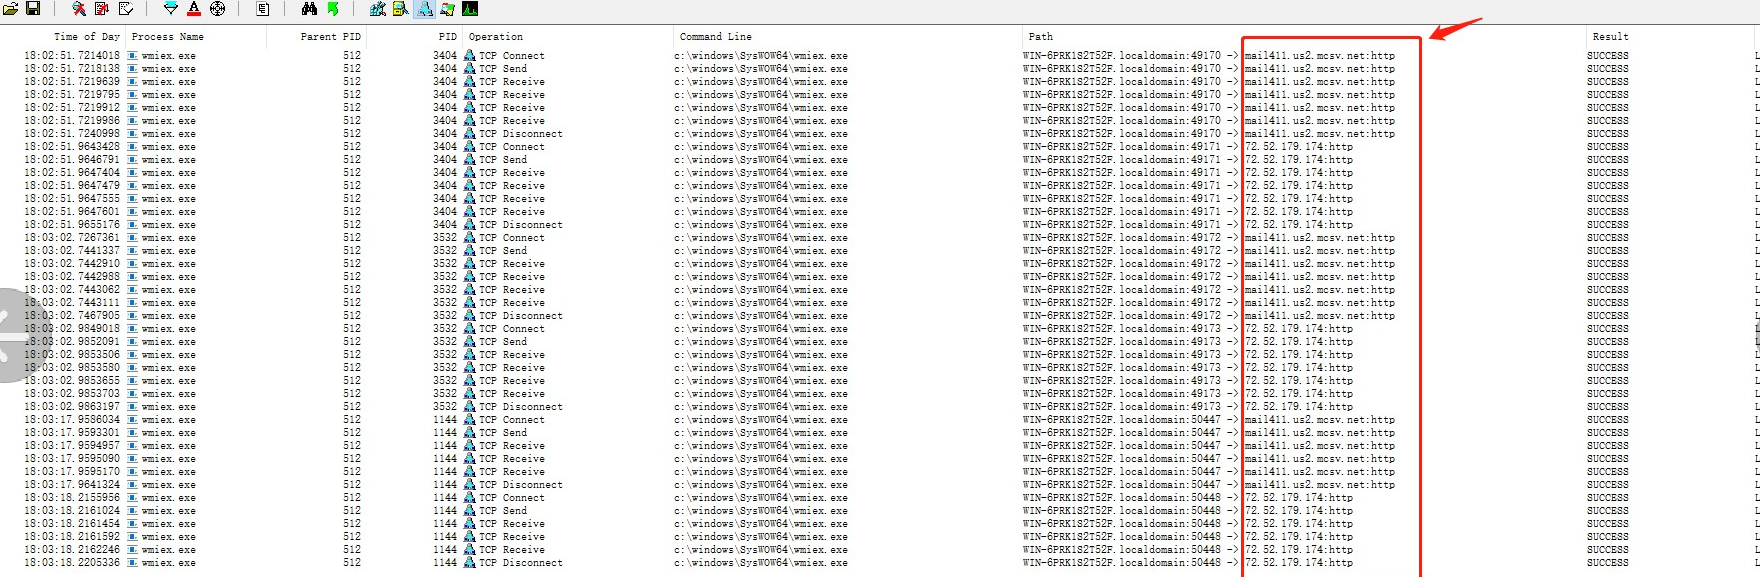 Time of Day Process Name Parent PID PID Operation Command Line Path Result
18:02:51.7214018 wmiex.exe 512 3404 TCP Connect c:\windows\SysWOW64\wmiex.exe WIN-6PRK1S2T52F.localdomain:49170 -> mail411.us2.mcsv.net:http SUCCESS
18:02:51.7218138 wmiex.exe 512 3404 TCP Send c:\windows\SysWOW64\wmiex.exe WIN-6PRK1S2T52F.localdomain:49170 -> mail411.us2.mcsv.net:http SUCCESS
18:02:51.7219639 wmiex.exe 512 3404 TCP Receive c:\windows\SysWOW64\wmiex.exe WIN-6PRK1S2T52F.localdomain:49170 -> mail411.us2.mcsv.net:http SUCCESS
18:02:51.7219795 wmiex.exe 512 3404 TCP Receive c:\windows\SysWOW64\wmiex.exe WIN-6PRK1S2T52F.localdomain:49170 -> mail411.us2.mcsv.net:http SUCCESS
18:02:51.7219912 wmiex.exe 512 3404 TCP Receive c:\windows\SysWOW64\wmiex.exe WIN-6PRK1S2T52F.localdomain:49170 -> mail411.us2.mcsv.net:http SUCCESS
18:02:51.7219986 wmiex.exe 512 3404 TCP Receive c:\windows\SysWOW64\wmiex.exe WIN-6PRK1S2T52F.localdomain:49170 -> mail411.us2.mcsv.net:http SUCCESS
18:02:51.7240998 wmiex.exe 512 3404 TCP Disconnect c:\windows\SysWOW64\wmiex.exe WIN-6PRK1S2T52F.localdomain:49170 -> mail411.us2.mcsv.net:http SUCCESS
18:02:51.9643428 wmiex.exe 512 3404 TCP Connect c:\windows\SysWOW64\wmiex.exe WIN-6PRK1S2T52F.localdomain:49171 -> 72.52.179.174:http SUCCESS
18:02:51.9646791 wmiex.exe 512 3404 TCP Send c:\windows\SysWOW64\wmiex.exe WIN-6PRK1S2T52F.localdomain:49171 -> 72.52.179.174:http SUCCESS
18:02:51.9647404 wmiex.exe 512 3404 TCP Receive c:\windows\SysWOW64\wmiex.exe WIN-6PRK1S2T52F.localdomain:49171 -> 72.52.179.174:http SUCCESS
18:02:51.9647479 wmiex.exe 512 3404 TCP Receive c:\windows\SysWOW64\wmiex.exe WIN-6PRK1S2T52F.localdomain:49171 -> 72.52.179.174:http SUCCESS
18:02:51.9647555 wmiex.exe 512 3404 TCP Receive c:\windows\SysWOW64\wmiex.exe WIN-6PRK1S2T52F.localdomain:49171 -> 72.52.179.174:http SUCCESS
18:02:51.9647601 wmiex.exe 512 3404 TCP Receive c:\windows\SysWOW64\wmiex.exe WIN-6PRK1S2T52F.localdomain:49171 -> 72.52.179.174:http SUCCESS
18:02:51.9655176 wmiex.exe 512 3404 TCP Disconnect c:\windows\SysWOW64\wmiex.exe WIN-6PRK1S2T52F.localdomain:49171 -> 72.52.179.174:http SUCCESS
18:03:02.7267361 wmiex.exe 512 3532 TCP Connect c:\windows\SysWOW64\wmiex.exe WIN-6PRK1S2T52F.localdomain:49172 -> mail411.us2.mcsv.net:http SUCCESS
18:03:02.7441337 wmiex.exe 512 3532 TCP Send c:\windows\SysWOW64\wmiex.exe WIN-6PRK1S2T52F.localdomain:49172 -> mail411.us2.mcsv.net:http SUCCESS
18:03:02.7442910 wmiex.exe 512 3532 TCP Receive c:\windows\SysWOW64\wmiex.exe WIN-6PRK1S2T52F.localdomain:49172 -> mail411.us2.mcsv.net:http SUCCESS
18:03:02.7442988 wmiex.exe 512 3532 TCP Receive c:\windows\SysWOW64\wmiex.exe WIN-6PRK1S2T52F.localdomain:49172 -> mail411.us2.mcsv.net:http SUCCESS
18:03:02.7443062 wmiex.exe 512 3532 TCP Receive c:\windows\SysWOW64\wmiex.exe WIN-6PRK1S2T52F.localdomain:49172 -> mail411.us2.mcsv.net:http SUCCESS
18:03:02.7443111 wmiex.exe 512 3532 TCP Receive c:\windows\SysWOW64\wmiex.exe WIN-6PRK1S2T52F.localdomain:49172 -> mail411.us2.mcsv.net:http SUCCESS
18:03:02.7467905 wmiex.exe 512 3532 TCP Disconnect c:\windows\SysWOW64\wmiex.exe WIN-6PRK1S2T52F.localdomain:49172 -> mail411.us2.mcsv.net:http SUCCESS
18:03:02.9849018 wmiex.exe 512 3532 TCP Connect c:\windows\SysWOW64\wmiex.exe WIN-6PRK1S2T52F.localdomain:49173 -> 72.52.179.174:http SUCCESS
18:03:02.9852091 wmiex.exe 512 3532 TCP Send c:\windows\SysWOW64\wmiex.exe WIN-6PRK1S2T52F.localdomain:49173 -> 72.52.179.174:http SUCCESS
18:03:02.9853506 wmiex.exe 512 3532 TCP Receive c:\windows\SysWOW64\wmiex.exe WIN-6PRK1S2T52F.localdomain:49173 -> 72.52.179.174:http SUCCESS
18:03:02.9853580 wmiex.exe 512 3532 TCP Receive c:\windows\SysWOW64\wmiex.exe WIN-6PRK1S2T52F.localdomain:49173 -> 72.52.179.174:http SUCCESS
18:03:02.9853655 wmiex.exe 512 3532 TCP Receive c:\windows\SysWOW64\wmiex.exe WIN-6PRK1S2T52F.localdomain:49173 -> 72.52.179.174:http SUCCESS
18:03:02.9853703 wmiex.exe 512 3532 TCP Receive c:\windows\SysWOW64\wmiex.exe WIN-6PRK1S2T52F.localdomain:49173 -> 72.52.179.174:http SUCCESS
18:03:02.9863197 wmiex.exe 512 3532 TCP Disconnect c:\windows\SysWOW64\wmiex.exe WIN-6PRK1S2T52F.localdomain:49173 -> 72.52.179.174:http SUCCESS
18:03:17.9586034 wmiex.exe 512 1144 TCP Connect c:\windows\SysWOW64\wmiex.exe WIN-6PRK1S2T52F.localdomain:50447 -> mail411.us2.mcsv.net:http SUCCESS
18:03:17.9593301 wmiex.exe 512 1144 TCP Send c:\windows\SysWOW64\wmiex.exe WIN-6PRK1S2T52F.localdomain:50447 -> mail411.us2.mcsv.net:http SUCCESS
18:03:17.9594957 wmiex.exe 512 1144 TCP Receive c:\windows\SysWOW64\wmiex.exe WIN-6PRK1S2T52F.localdomain:50447 -> mail411.us2.mcsv.net:http SUCCESS
18:03:17.9595090 wmiex.exe 512 1144 TCP Receive c:\windows\SysWOW64\wmiex.exe WIN-6PRK1S2T52F.localdomain:50447 -> mail411.us2.mcsv.net:http SUCCESS
18:03:17.9595170 wmiex.exe 512 1144 TCP Receive c:\windows\SysWOW64\wmiex.exe WIN-6PRK1S2T52F.localdomain:50447 -> mail411.us2.mcsv.net:http SUCCESS
18:03:17.9641324 wmiex.exe 512 1144 TCP Disconnect c:\windows\SysWOW64\wmiex.exe WIN-6PRK1S2T52F.localdomain:50447 -> mail411.us2.mcsv.net:http SUCCESS
18:03:18.2155956 wmiex.exe 512 1144 TCP Connect c:\windows\SysWOW64\wmiex.exe WIN-6PRK1S2T52F.localdomain:50448 -> 72.52.179.174:http SUCCESS
18:03:18.2161024 wmiex.exe 512 1144 TCP Send c:\windows\SysWOW64\wmiex.exe WIN-6PRK1S2T52F.localdomain:50448 -> 72.52.179.174:http SUCCESS
18:03:18.2161454 wmiex.exe 512 1144 TCP Receive c:\windows\SysWOW64\wmiex.exe WIN-6PRK1S2T52F.localdomain:50448 -> 72.52.179.174:http SUCCESS
18:03:18.2161592 wmiex.exe 512 1144 TCP Receive c:\windows\SysWOW64\wmiex.exe WIN-6PRK1S2T52F.localdomain:50448 -> 72.52.179.174:http SUCCESS
18:03:18.2162246 wmiex.exe 512 1144 TCP Receive c:\windows\SysWOW64\wmiex.exe WIN-6PRK1S2T52F.localdomain:50448 -> 72.52.179.174:http SUCCESS
18:03:18.2205336 wmiex.exe 512 1144 TCP Disconnect c:\windows\SysWOW64\wmiex.exe WIN-6PRK1S2T52F.localdomain:50448 -> 72.52.179.174:http SUCCESS